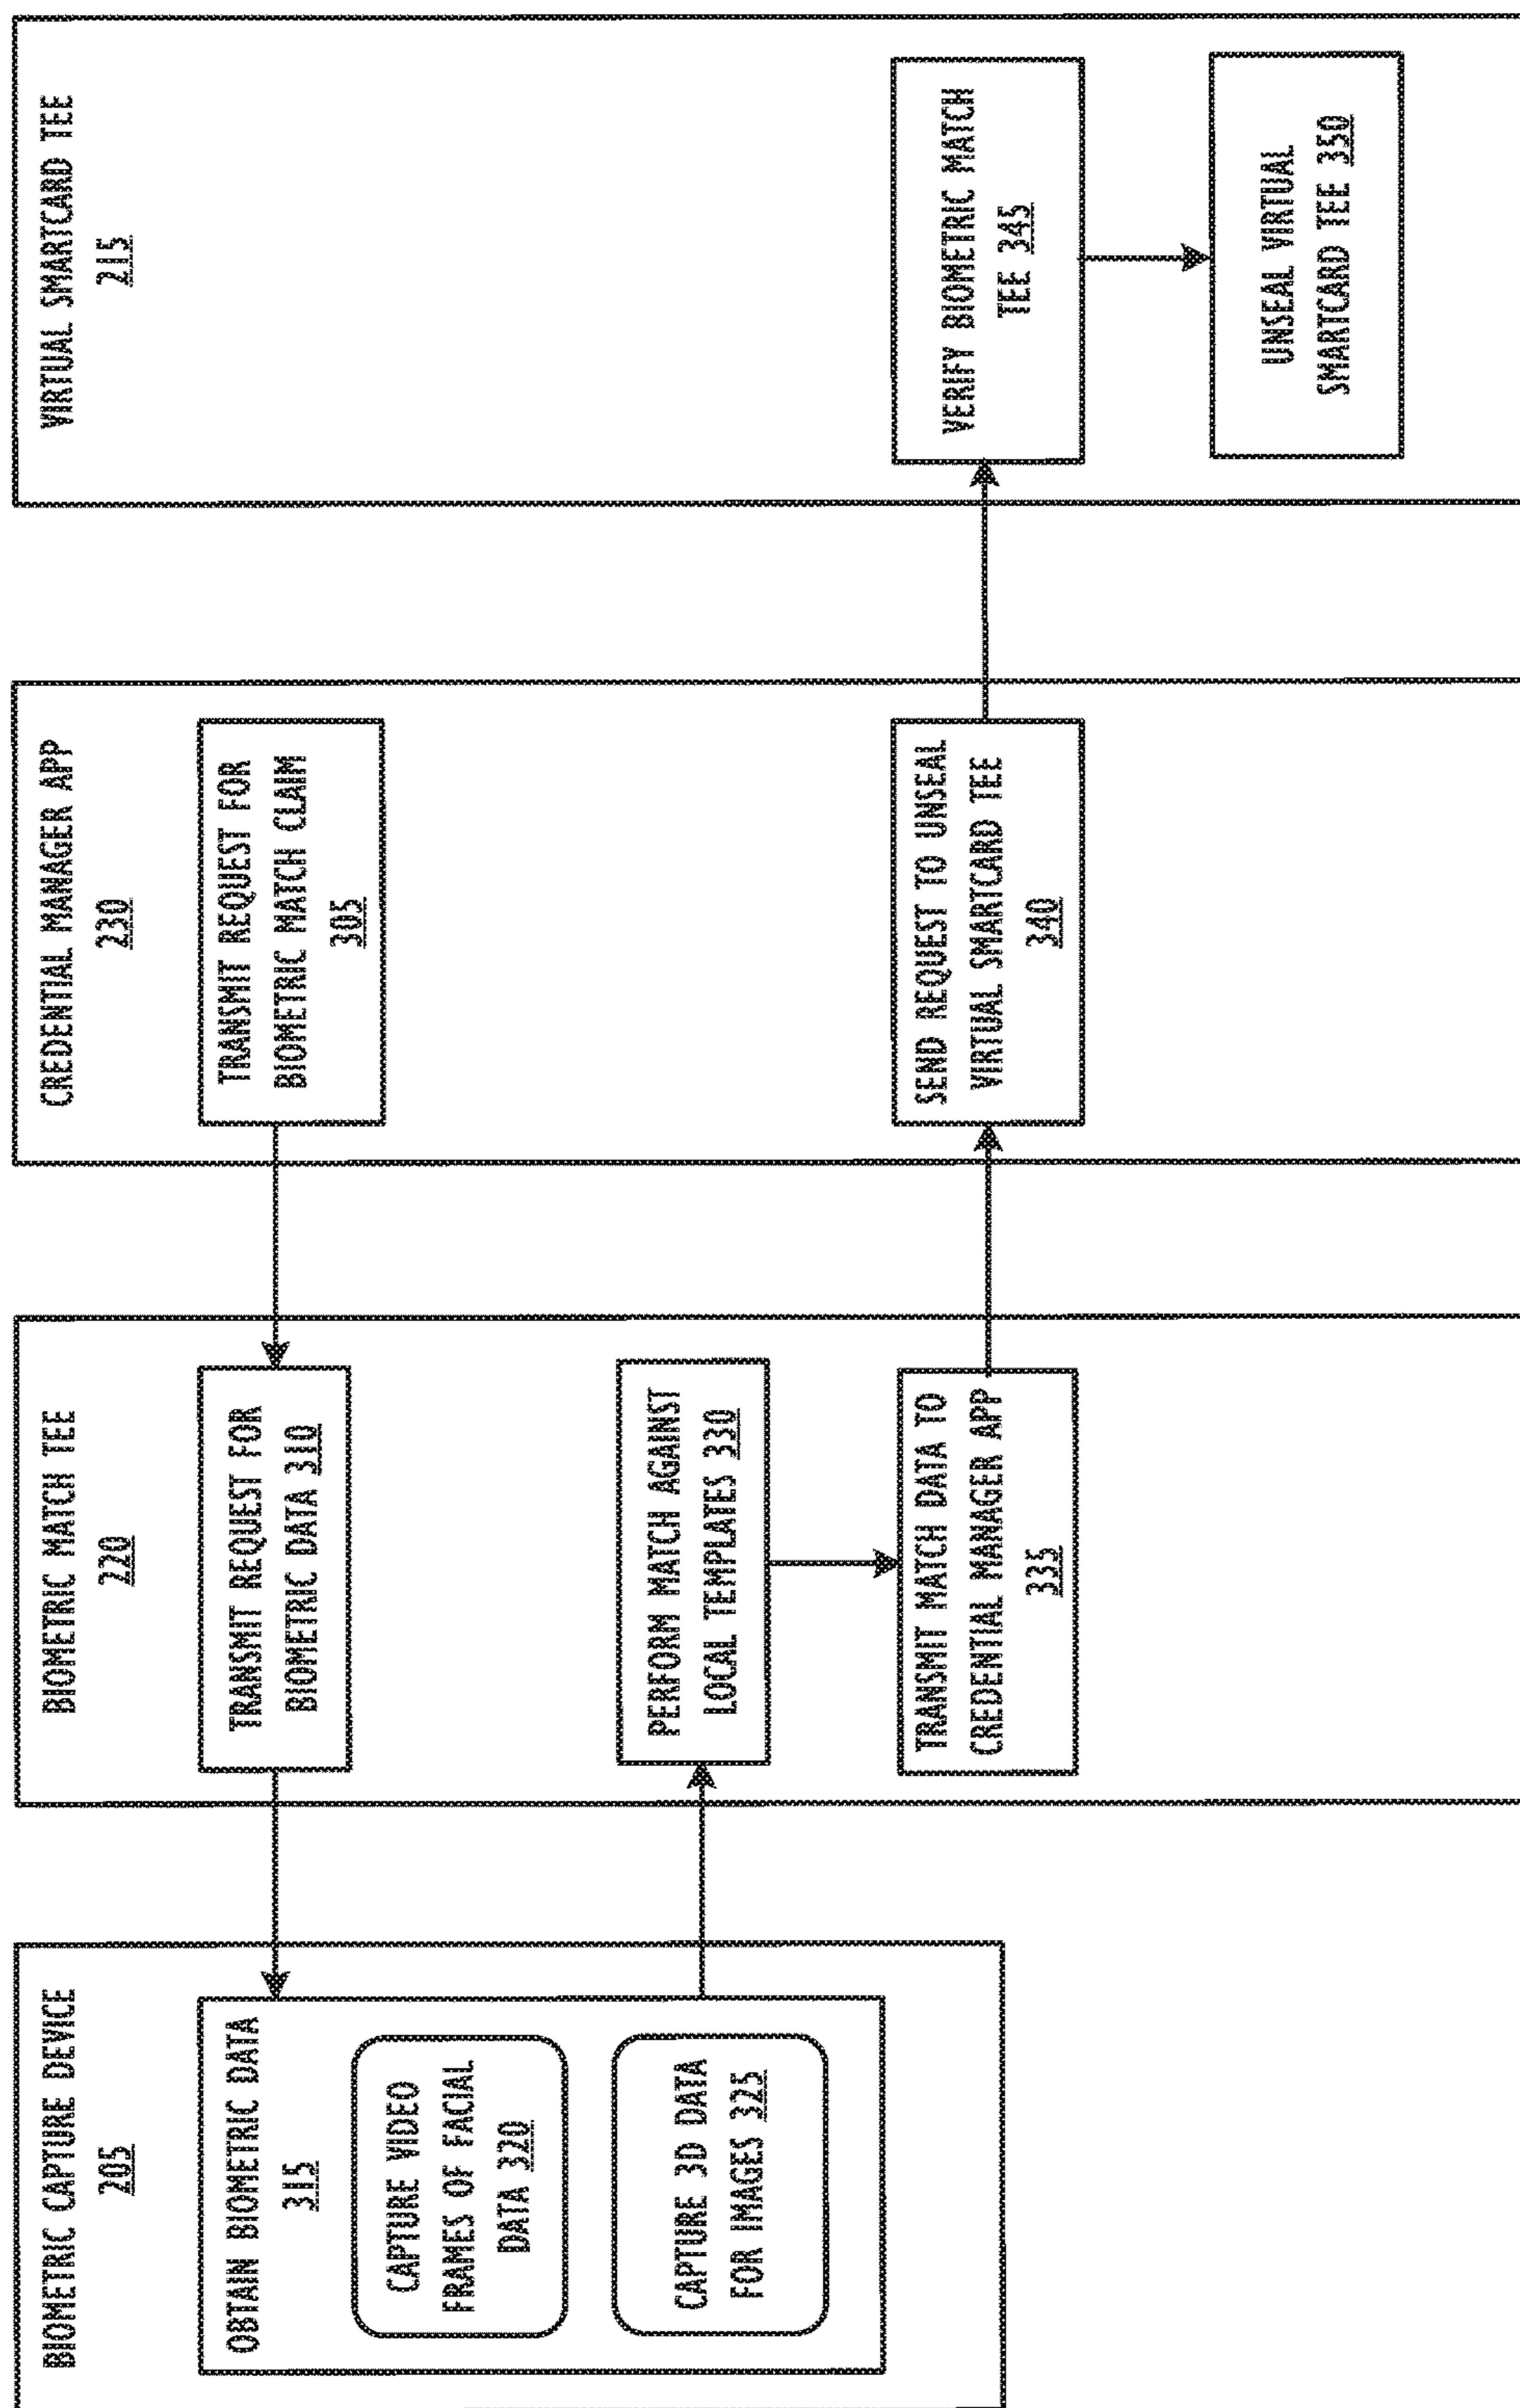 BIOMETRIC CAPTURE DEVICE
205
OBTAIN BIOMETRIC DATA
315
CAPTURE VIDEO
FRAMES OF FACIAL
DATA 320
CAPTURE 3D DATA
FOR IMAGES 325
BIOMETRIC MATCH TEE
220
TRANSMIT REQUEST FOR
BIOMETRIC DATA 310
PERFORM MATCH AGAINST
LOCAL TEMPLATES 330
TRANSMIT MATCH DATA TO
CREDENTIAL MANAGER APP
335
CREDENTIAL MANAGER APP
230
TRANSMIT REQUEST FOR
BIOMETRIC MATCH CLAIM
305
SEND REQUEST TO UNSEAL
VIRTUAL SMARTCARD TEE
340
VIRTUAL SMARTCARD TEE
215
VERIFY BIOMETRIC MATCH
TEE 345
UNSEAL VIRTUAL
SMARTCARD TEE 350